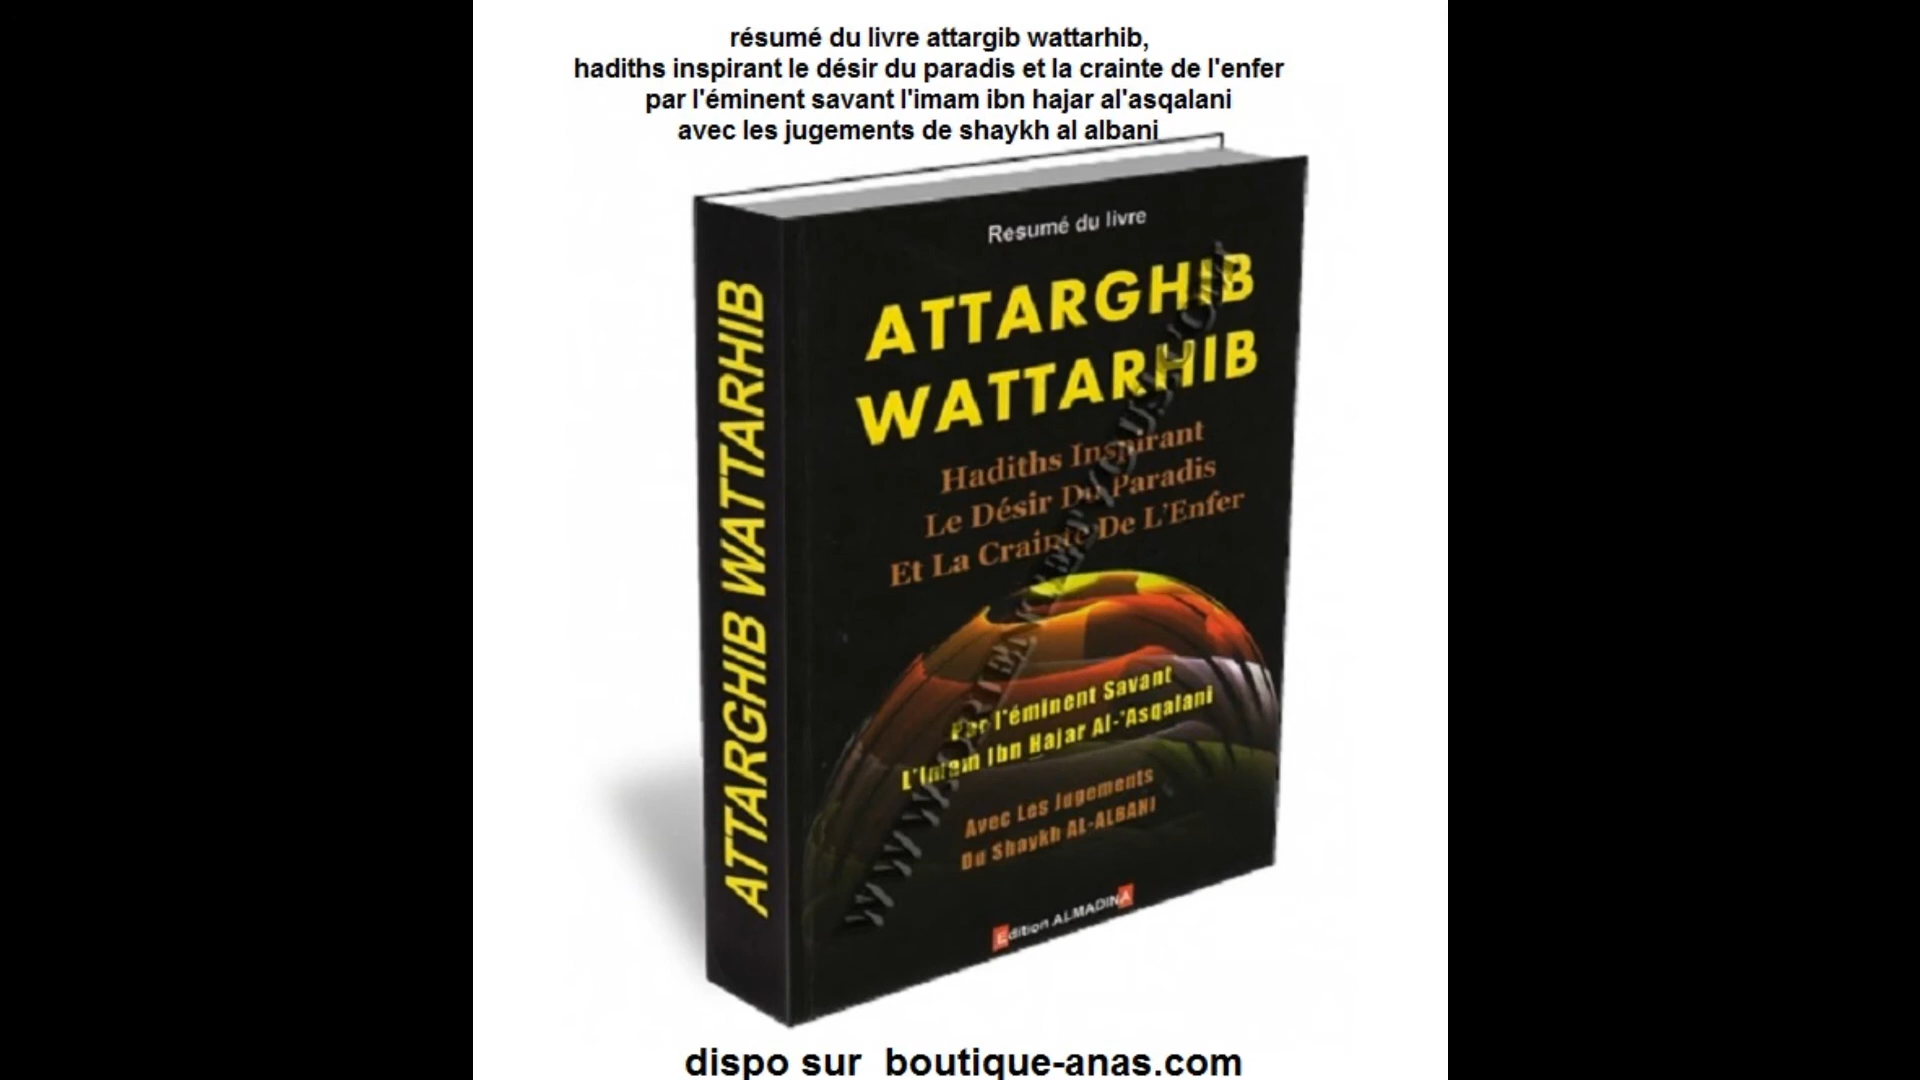 résumé du livre attargib wattarhib,
hadiths inspirant le désir du paradis et la crainte de l'enfer
par l'éminent savant l'imam ibn hajar al'asqalani
avec les jugements de shaykh al albani
Resumé du livre
ATTARGHIB
WATTARHIB
Hadiths Inspirant
Le Désir Du Paradis
Et La Crainte De L'Enfer
Par l'éminent Savant
L'Imam Ibn Hajar Al-'Asqalani
Avec Les Jugements
Du Shaykh AL-ALBANI
Edition ALMADINA
ATTARGHIB WATTARHIB
dispo sur boutique-anas.com